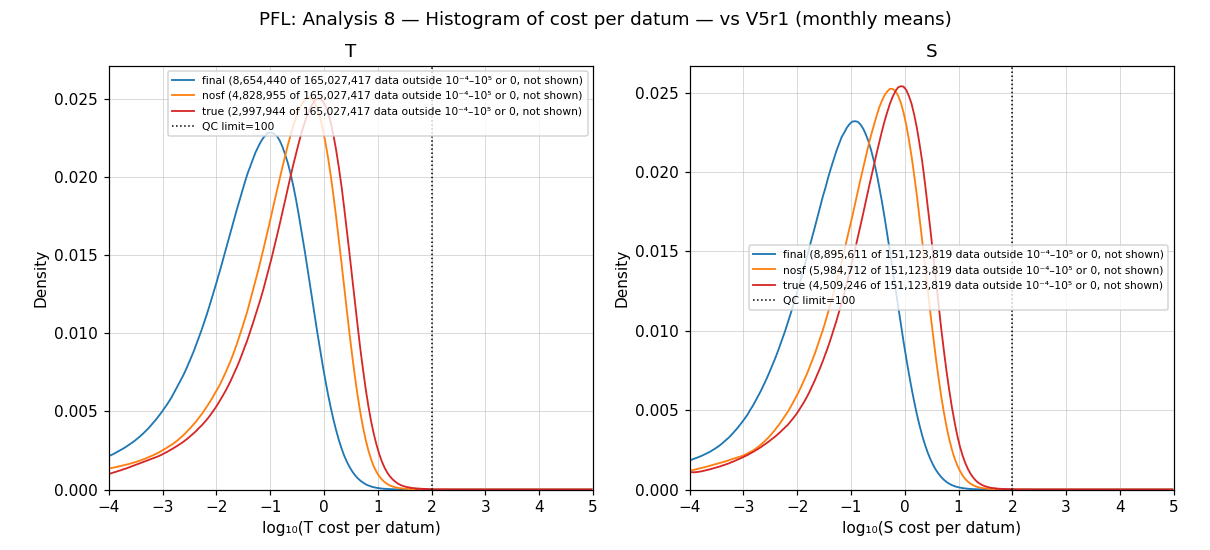 PFL: Analysis 8 — Histogram of cost per datum — vs V5r1 (monthly means)
T
final (8,654,440 of 165,027,417 data outside 10⁻⁴–10⁵ or 0, not shown)
nosf (4,828,955 of 165,027,417 data outside 10⁻⁴–10⁵ or 0, not shown)
true (2,997,944 of 165,027,417 data outside 10⁻⁴–10⁵ or 0, not shown)
QC limit=100
Density
0.025
0.020
0.015
0.010
0.005
0.000
−4 −3 −2 −1 0 1 2 3 4 5
log₁₀(T cost per datum)
S
final (8,895,611 of 151,123,819 data outside 10⁻⁴–10⁵ or 0, not shown)
nosf (5,984,712 of 151,123,819 data outside 10⁻⁴–10⁵ or 0, not shown)
true (4,509,246 of 151,123,819 data outside 10⁻⁴–10⁵ or 0, not shown)
QC limit=100
Density
0.025
0.020
0.015
0.010
0.005
0.000
−4 −3 −2 −1 0 1 2 3 4 5
log₁₀(S cost per datum)